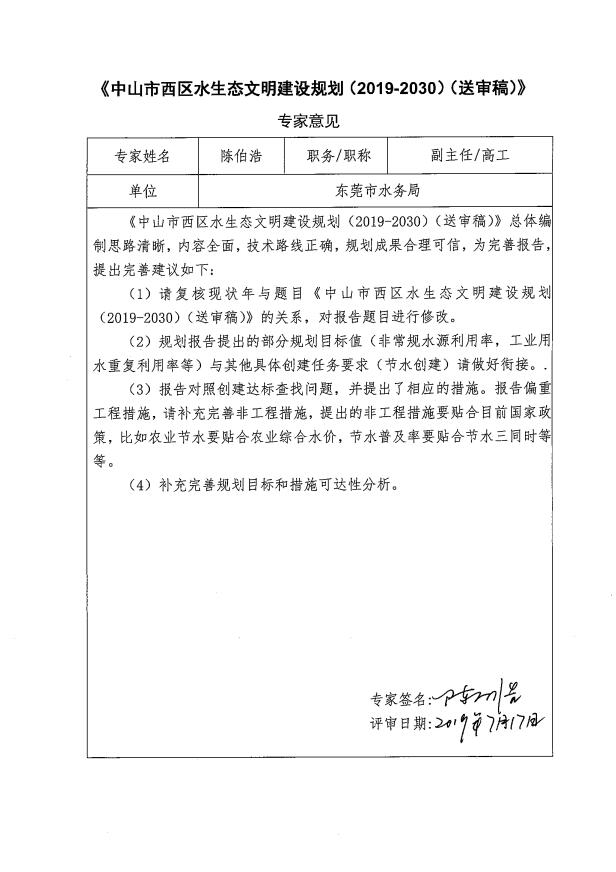 《中山市西区水生态文明建设规划（2019-2030）（送审稿）》
专家意见
专家姓名 陈伯浩 职务/职称 副主任/高工
单位 东莞市水务局
《中山市西区水生态文明建设规划（2019-2030）（送审稿）》总体编
制思路清晰，内容全面，技术路线正确，规划成果合理可信，为完善报告，
提出完善建议如下：
（1）请复核现状年与题目《中山市西区水生态文明建设规划
（2019-2030）（送审稿）》的关系，对报告题目进行修改。
（2）规划报告提出的部分规划目标值（非常规水源利用率，工业用
水重复利用率等）与其他具体创建任务要求（节水创建）请做好衔接。.
（3）报告对照创建达标查找问题，并提出了相应的措施。报告偏重
工程措施，请补充完善非工程措施，提出的非工程措施要贴合目前国家政
策，比如农业节水要贴合农业综合水价，节水普及率要贴合节水三同时等
等。
（4）补充完善规划目标和措施可达性分析。
专家签名：陈伯浩
评审日期：2019年7月17日